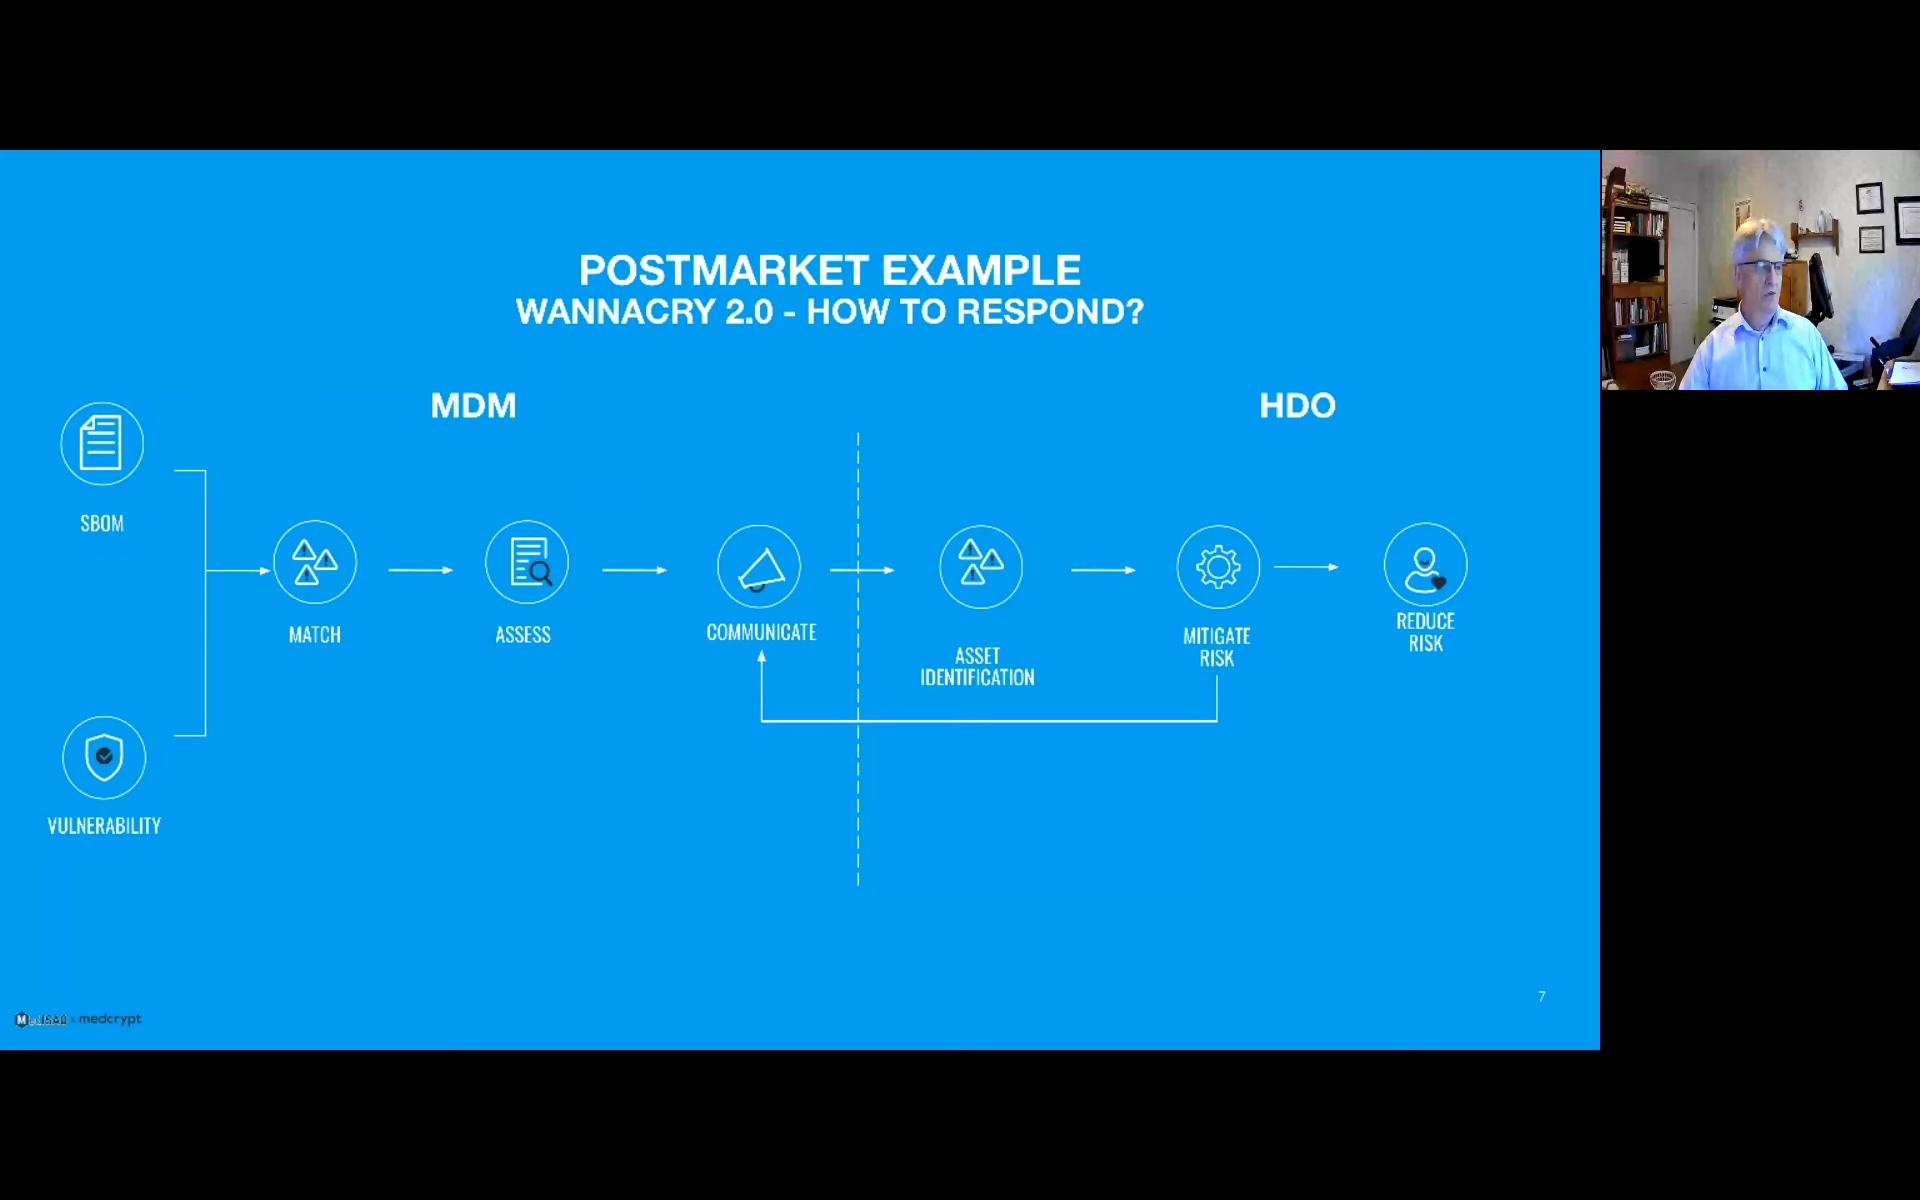 POSTMARKET EXAMPLE
WANNACRY 2.0 - HOW TO RESPOND?
MDM
HDO
SBOM
MATCH
ASSESS
COMMUNICATE
ASSET
IDENTIFICATION
MITIGATE
RISK
REDUCE
RISK
VULNERABILITY
7
MedISAO x medcrypt